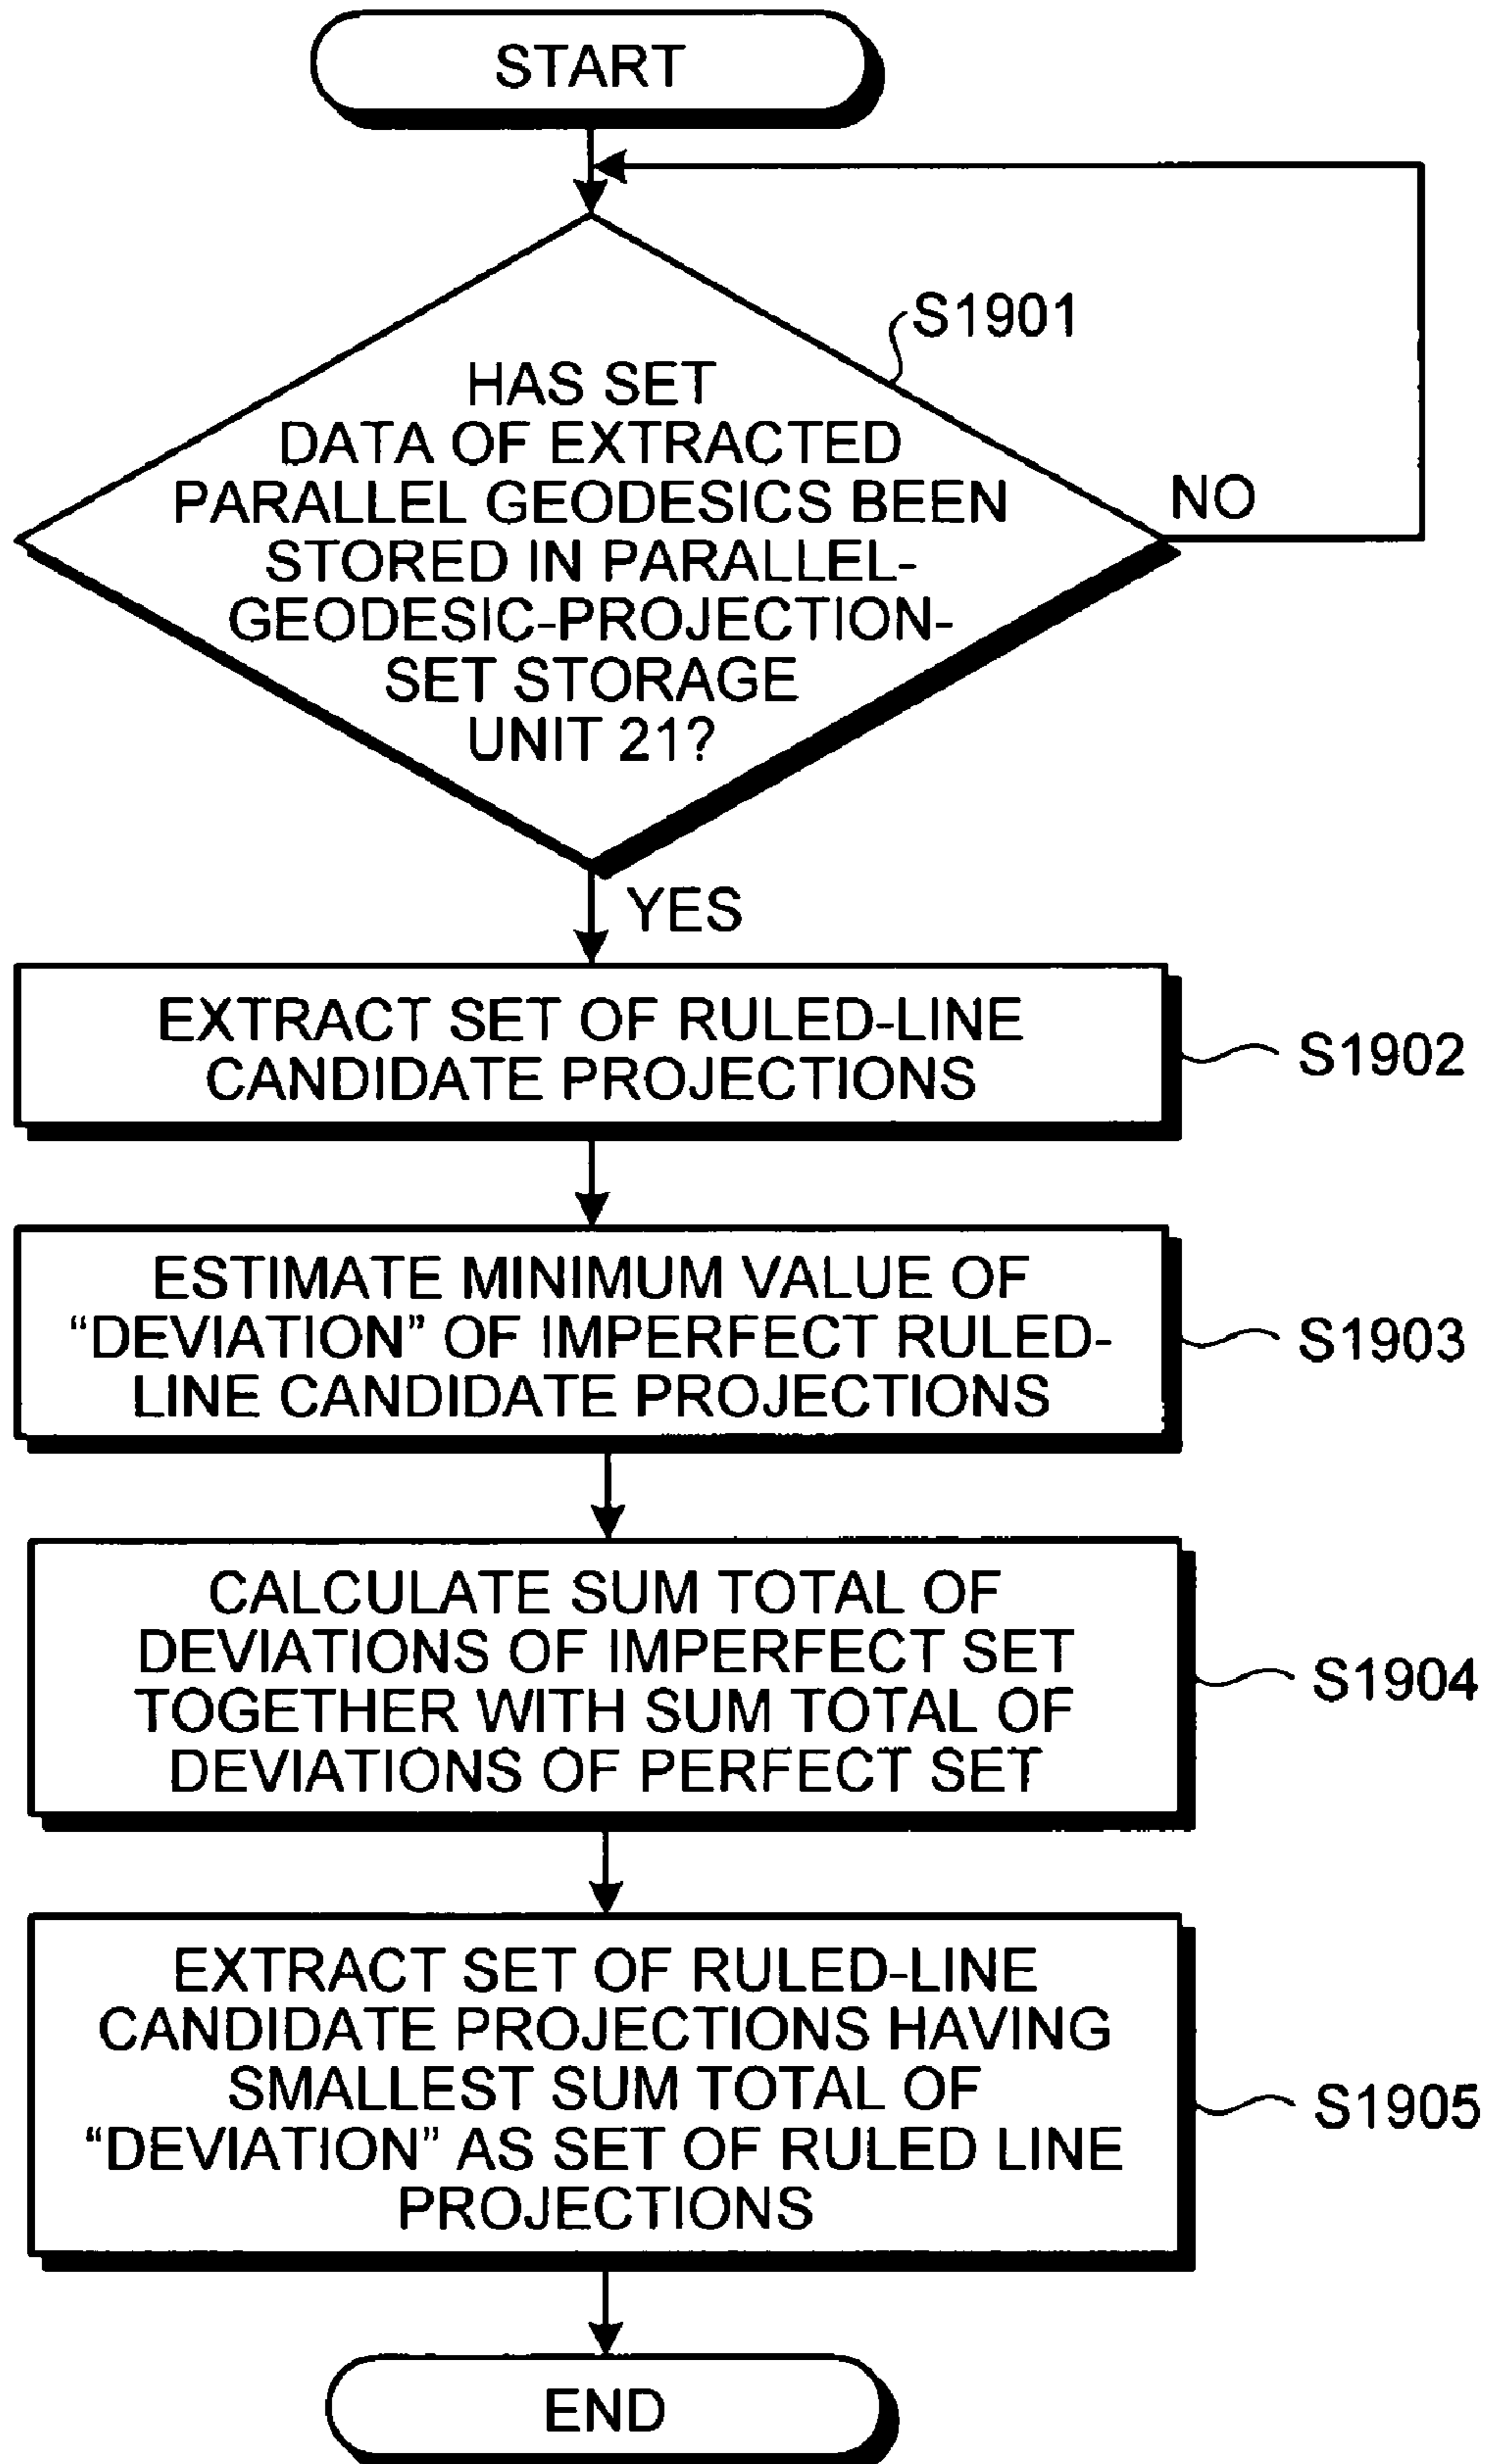 START
S1901
HAS SET
DATA OF EXTRACTED
PARALLEL GEODESICS BEEN
STORED IN PARALLEL-
GEODESIC-PROJECTION-
SET STORAGE
UNIT 21?
NO
YES
EXTRACT SET OF RULED-LINE
CANDIDATE PROJECTIONS
S1902
ESTIMATE MINIMUM VALUE OF
“DEVIATION” OF IMPERFECT RULED-
LINE CANDIDATE PROJECTIONS
S1903
CALCULATE SUM TOTAL OF
DEVIATIONS OF IMPERFECT SET
TOGETHER WITH SUM TOTAL OF
DEVIATIONS OF PERFECT SET
S1904
EXTRACT SET OF RULED-LINE
CANDIDATE PROJECTIONS HAVING
SMALLEST SUM TOTAL OF
“DEVIATION” AS SET OF RULED LINE
PROJECTIONS
S1905
END